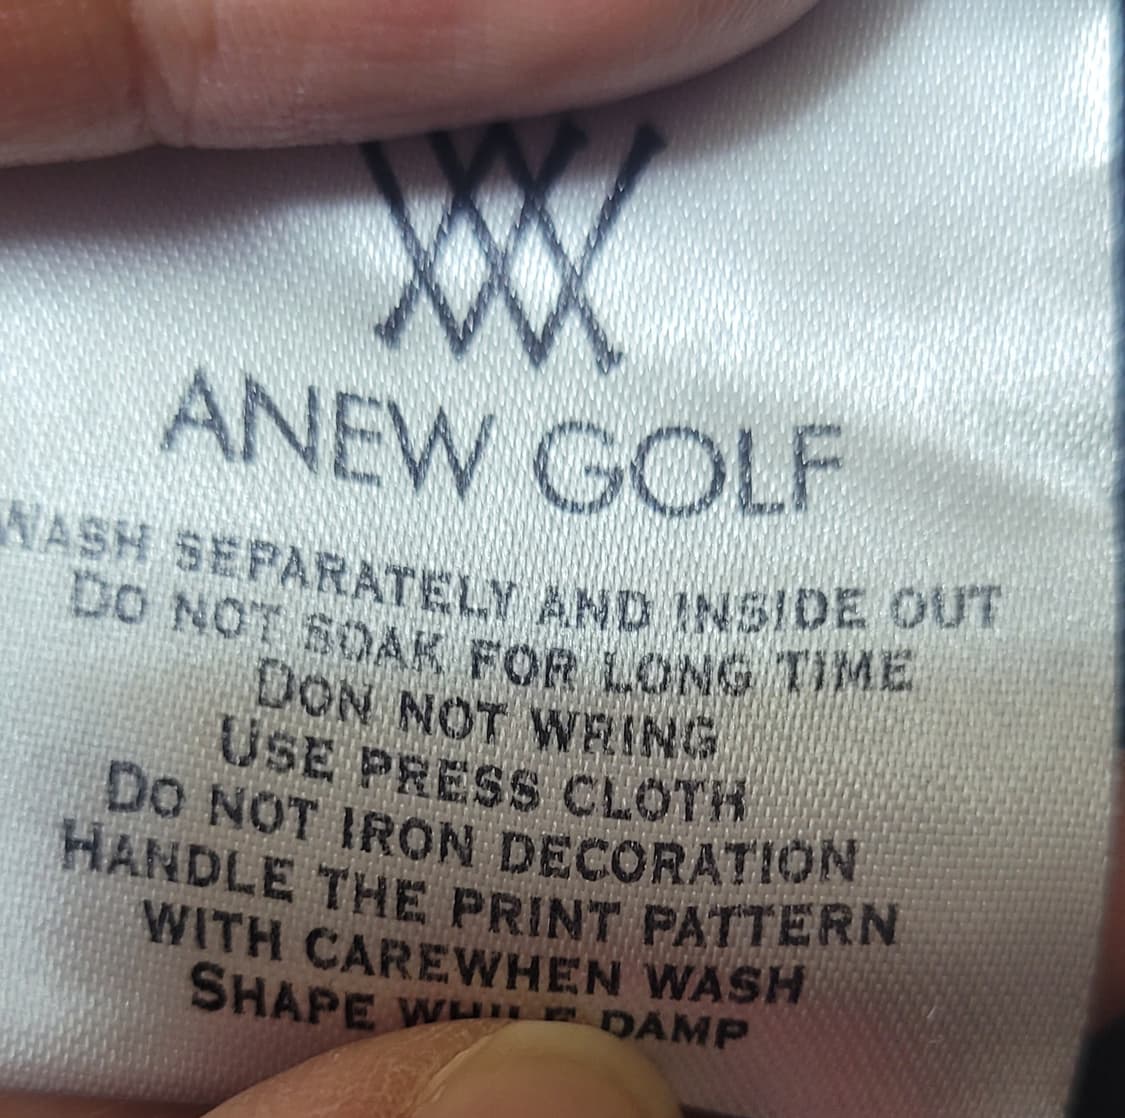 ANEW GOLF
WASH SEPARATELY AND INSIDE OUT
DO NOT SOAK FOR LONG TIME
DON NOT WRING
USE PRESS CLOTH
DO NOT IRON DECORATION
HANDLE THE PRINT PATTERN
WITH CAREWHEN WASH
SHAPE WHILE DAMP